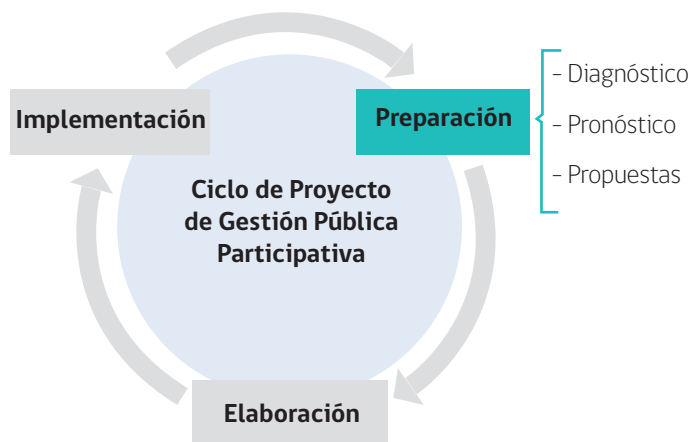 Implementación
Preparación
– Diagnóstico
– Pronóstico
– Propuestas
Ciclo de Proyecto
de Gestión Pública
Participativa
Elaboración